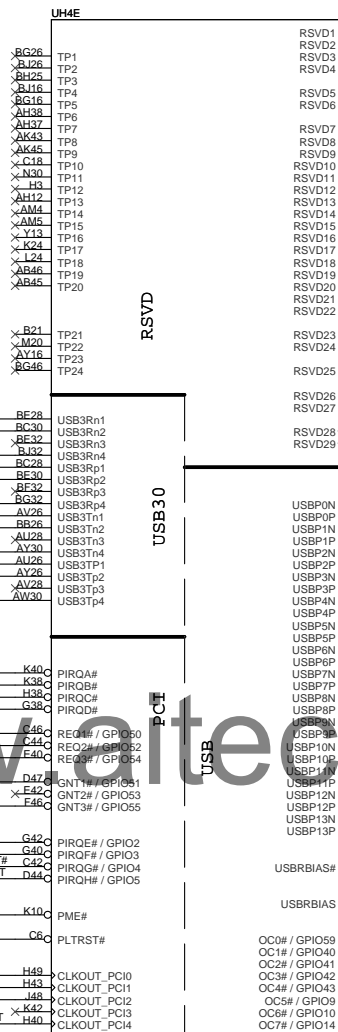 UH4E
RSVD1
RSVD2
BG26 TP1 RSVD3
BJ26 TP2 RSVD4
BH25 TP3
BJ16 TP4 RSVD5
BG16 TP5 RSVD6
AH38 TP6
AH37 TP7 RSVD7
AK43 TP8 RSVD8
AK45 TP9 RSVD9
C18 TP10 RSVD10
N30 TP11 RSVD11
H3 TP12 RSVD12
AH12 TP13 RSVD13
AM4 TP14 RSVD14
AM5 TP15 RSVD15
Y13 TP16 RSVD16
K24 TP17 RSVD17
L24 TP18 RSVD18
AB46 TP19 RSVD19
AB45 TP20 RSVD20
RSVD21
RSVD22
RSVD
B21 TP21 RSVD23
M20 TP22 RSVD24
AY16 TP23
BG46 TP24 RSVD25
RSVD26
RSVD27
BE28 USB3Rn1
BC30 USB3Rn2 RSVD28
BE32 USB3Rn3 RSVD29
BJ32 USB3Rn4
BC28 USB3Rp1
BE30 USB3Rp2
BF32 USB3Rp3
BG32 USB3Rp4 USBP0N
AV26 USB3Tn1 USBP0P
BB26 USB3Tn2 USBP1N
AU28 USB3Tn3 USBP1P
AY30 USB3Tn4 USBP2N
AU26 USB3TP1 USBP2P
AY26 USB3Tp2 USBP3N
AV28 USB3Tp3 USBP3P
AW30 USB3Tp4 USBP4N
USB30
USBP4P
USBP5N
USBP5P
USBP6N
USBP6P
K40 PIRQA# USBP7N
K38 PIRQB# USBP7P
H38 PIRQC# USBP8N
G38 PIRQD# USBP8P
PCI
USBP9N
C46 REQ1# / GPIO50 USBP9P
C44 REQ2# / GPIO52 USBP10N
E40 REQ3# / GPIO54 USBP10P
USB
USBP11N
D47 GNT1# / GPIO51 USBP11P
E42 GNT2# / GPIO53 USBP12N
F46 GNT3# / GPIO55 USBP12P
USBP13N
USBP13P
w.aitec
G42 PIRQE# / GPIO2
G40 PIRQF# / GPIO3
C42 PIRQG# / GPIO4 USBRBIAS#
D44 PIRQH# / GPIO5
USBRBIAS
K10 PME#
C6 PLTRST# OC0# / GPIO59
OC1# / GPIO40
OC2# / GPIO41
H49 CLKOUT_PCI0 OC3# / GPIO42
H43 CLKOUT_PCI1 OC4# / GPIO43
J48 CLKOUT_PCI2 OC5# / GPIO9
K42 CLKOUT_PCI3 OC6# / GPIO10
H40 CLKOUT_PCI4 OC7# / GPIO14